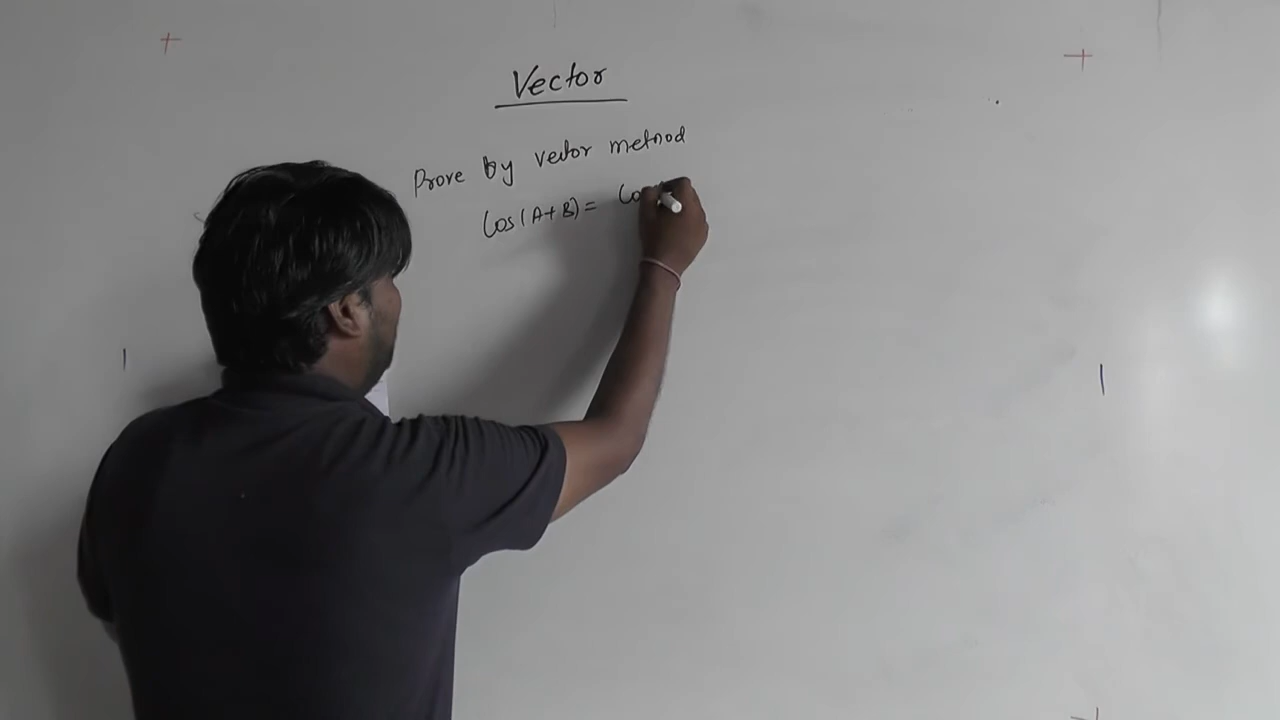 Vector
Prove By vector method
Cos(A+B) = Co